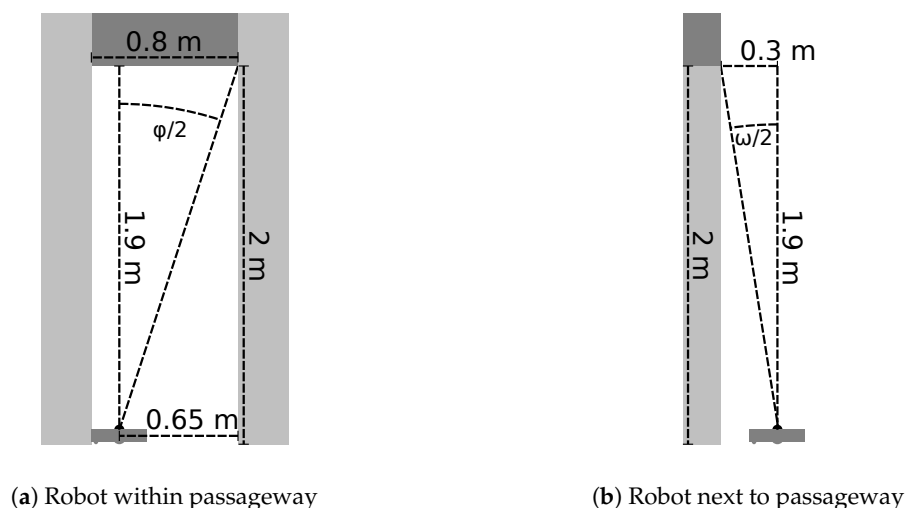 0.8 m
φ/2
1.9 m
2 m
0.65 m
(a) Robot within passageway
0.3 m
ω/2
2 m
1.9 m
(b) Robot next to passageway